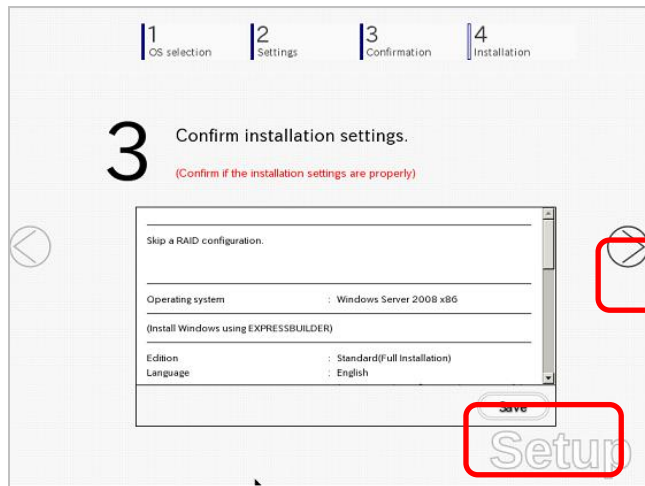 1
OS selection
2
Settings
3
Confirmation
4
Installation
3
Confirm installation settings.
(Confirm if the installation settings are properly)
Skip a RAID configuration.
Operating system : Windows Server 2008 x86
(Install Windows using EXPRESSBUILDER)
Edition : Standard(Full Installation)
Language : English
Save
Setup